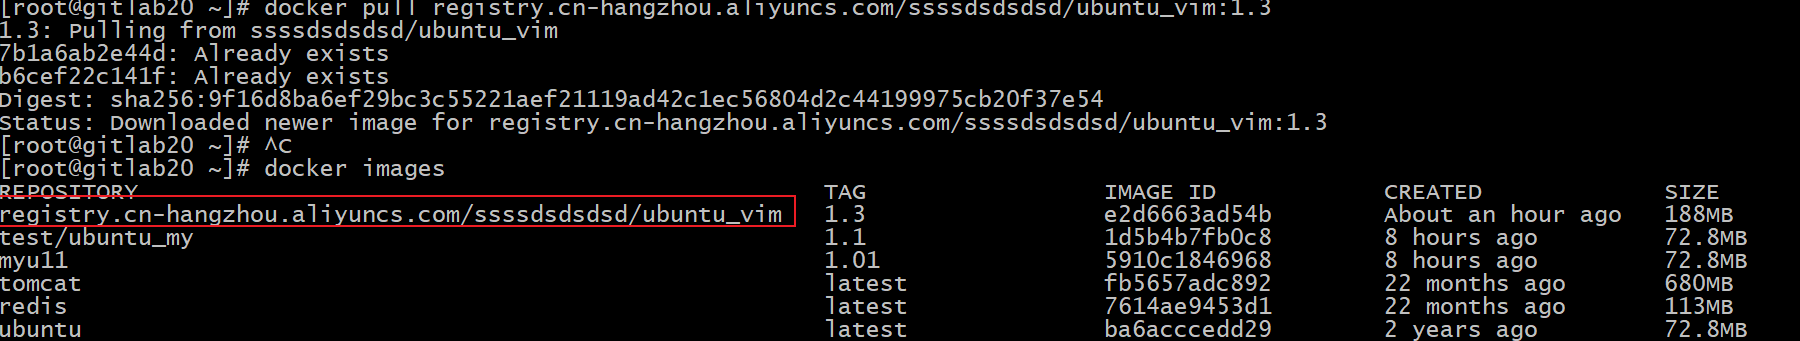 [root@gitlab20 ~]# docker pull registry.cn-hangzhou.aliyuncs.com/ssssdsdsdsd/ubuntu_vim:1.3
1.3: Pulling from ssssdsdsdsd/ubuntu_vim
7b1a6ab2e44d: Already exists
b6cef22c141f: Already exists
Digest: sha256:9f16d8ba6ef29bc3c55221aef21119ad42c1ec56804d2c44199975cb20f37e54
Status: Downloaded newer image for registry.cn-hangzhou.aliyuncs.com/ssssdsdsdsd/ubuntu_vim:1.3
[root@gitlab20 ~]# ^C
[root@gitlab20 ~]# docker images
REPOSITORY TAG IMAGE ID CREATED SIZE
registry.cn-hangzhou.aliyuncs.com/ssssdsdsdsd/ubuntu_vim 1.3 e2d6663ad54b About an hour ago 188MB
test/ubuntu_my 1.1 1d5b4b7fb0c8 8 hours ago 72.8MB
myu11 1.01 5910c1846968 8 hours ago 72.8MB
tomcat latest fb5657adc892 22 months ago 680MB
redis latest 7614ae9453d1 22 months ago 113MB
ubuntu latest ba6acccedd29 2 years ago 72.8MB